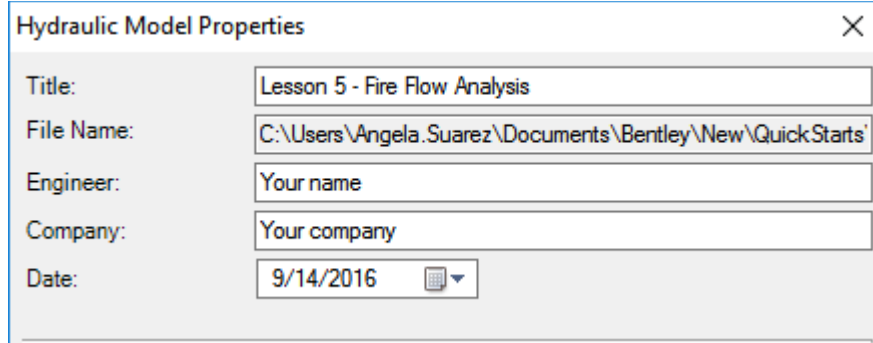 Hydraulic Model Properties
Title: Lesson 5 - Fire Flow Analysis
File Name: C:\Users\Angela.Suarez\Documents\Bentley\New\QuickStarts\
Engineer: Your name
Company: Your company
Date: 9/14/2016